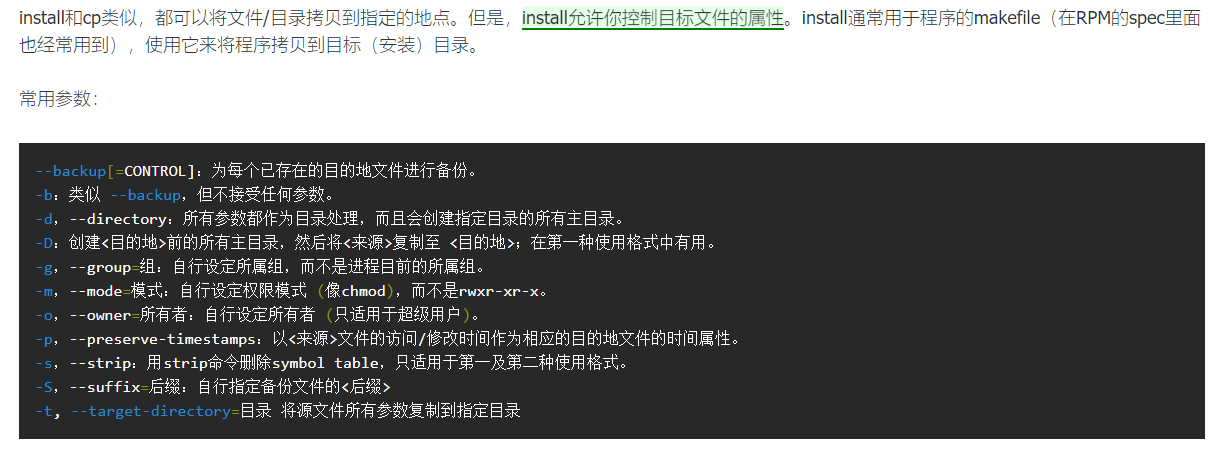 install和cp类似，都可以将文件/目录拷贝到指定的地点。但是，install允许你控制目标文件的属性。install通常用于程序的makefile（在RPM的spec里面
也经常用到），使用它来将程序拷贝到目标（安装）目录。
常用参数：
--backup[=CONTROL]：为每个已存在的目的地文件进行备份。
-b：类似 --backup，但不接受任何参数。
-d，--directory：所有参数都作为目录处理，而且会创建指定目录的所有主目录。
-D：创建<目的地>前的所有主目录，然后将<来源>复制至 <目的地>；在第一种使用格式中有用。
-g，--group=组：自行设定所属组，而不是进程目前的所属组。
-m，--mode=模式：自行设定权限模式 (像chmod)，而不是rwxr-xr-x。
-o，--owner=所有者：自行设定所有者 (只适用于超级用户)。
-p，--preserve-timestamps：以<来源>文件的访问/修改时间作为相应的目的地文件的时间属性。
-s，--strip：用strip命令删除symbol table，只适用于第一及第二种使用格式。
-S，--suffix=后缀：自行指定备份文件的<后缀>
-t, --target-directory=目录 将源文件所有参数复制到指定目录